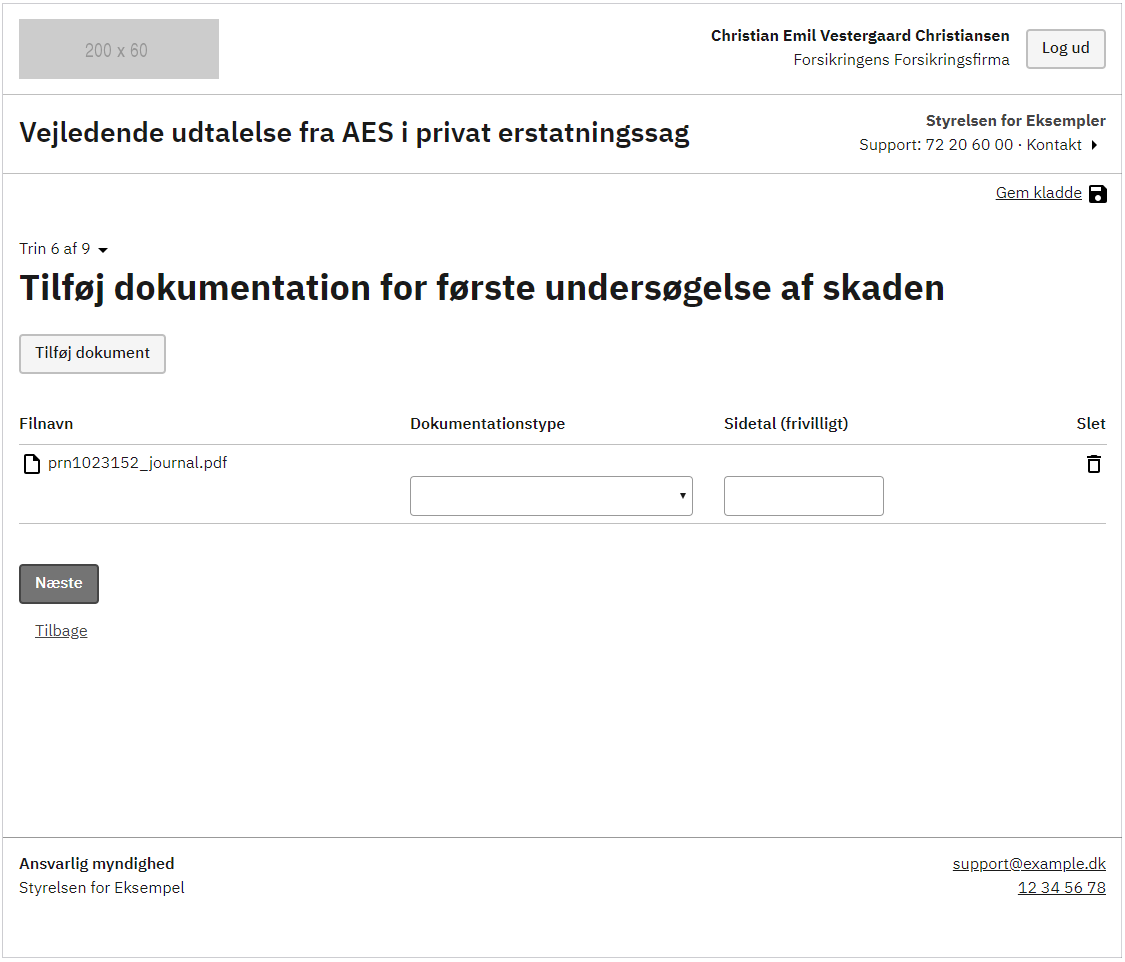 200 x 60
Christian Emil Vestergaard Christiansen
Forsikringens Forsikringsfirma
Log ud
Vejledende udtalelse fra AES i privat erstatningssag
Styrelsen for Eksempler
Support: 72 20 60 00 · Kontakt
Gem kladde
Trin 6 af 9
Tilføj dokumentation for første undersøgelse af skaden
Tilføj dokument
Filnavn Dokumentationstype Sidetal (frivilligt) Slet
prn1023152_journal.pdf
Næste
Tilbage
Ansvarlig myndighed
Styrelsen for Eksempel
support@example.dk
12 34 56 78